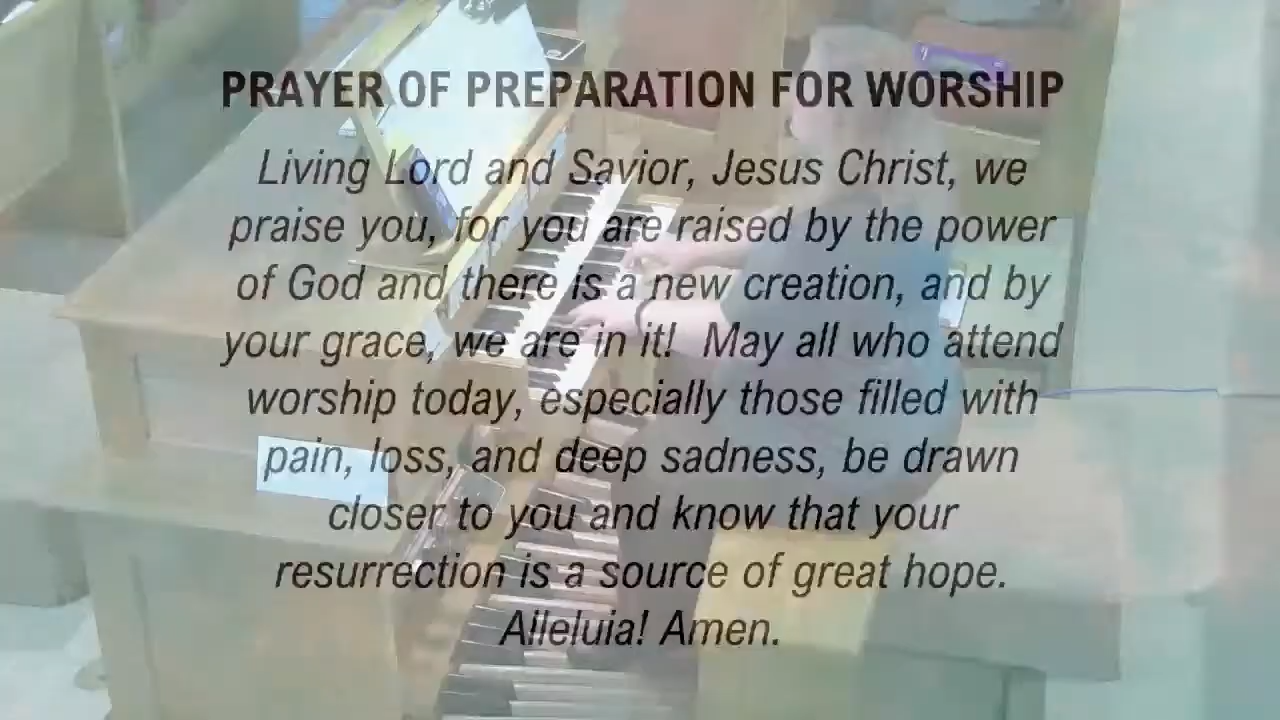 PRAYER OF PREPARATION FOR WORSHIP
Living Lord and Savior, Jesus Christ, we
praise you, for you are raised by the power
of God and there is a new creation, and by
your grace, we are in it!  May all who attend
worship today, especially those filled with
pain, loss, and deep sadness, be drawn
closer to you and know that your
resurrection is a source of great hope.
Alleluia! Amen.